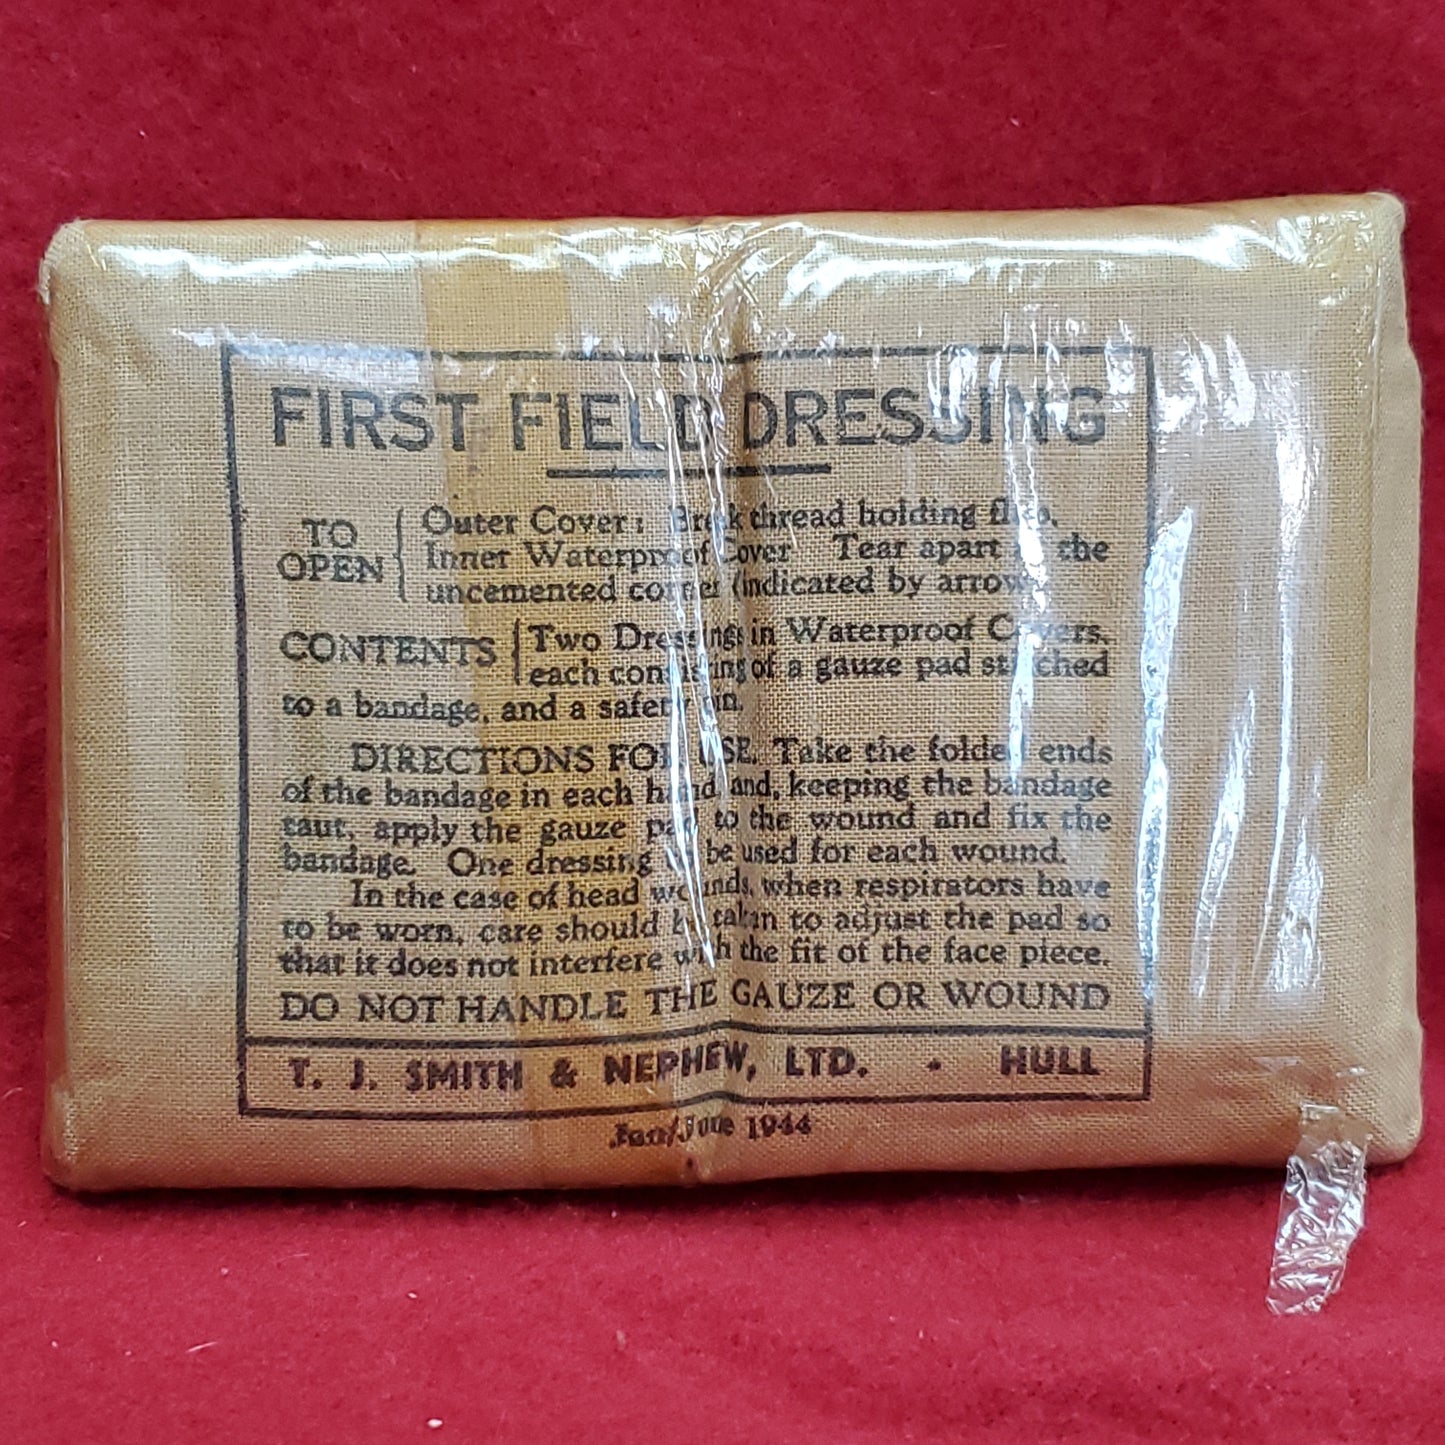 FIRST FIELD DRESSING
TO OPEN { Outer Cover: Break thread holding flap.
Inner Waterproof Cover Tear apart the
uncemented corner (indicated by arrow
CONTENTS { Two Dressings in Waterproof Covers,
each consisting of a gauze pad stitched
to a bandage, and a safety pin.
DIRECTIONS FOR USE. Take the folded ends
of the bandage in each hand and, keeping the bandage
taut, apply the gauze pad to the wound and fix the
bandage. One dressing to be used for each wound.
In the case of head wounds, when respirators have
to be worn, care should be taken to adjust the pad so
that it does not interfere with the fit of the face piece.
DO NOT HANDLE THE GAUZE OR WOUND
T. J. SMITH & NEPHEW, LTD. · HULL
Jan/June 1944